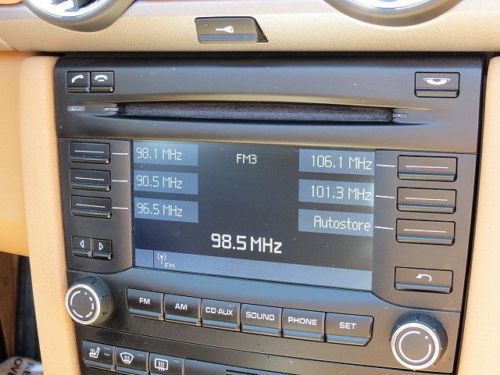 98.1 MHz
FM3
106.1 MHz
90.5 MHz
101.3 MHz
96.5 MHz
Autostore
98.5 MHz
FM
FM
AM
CD·AUX
SOUND
PHONE
SET